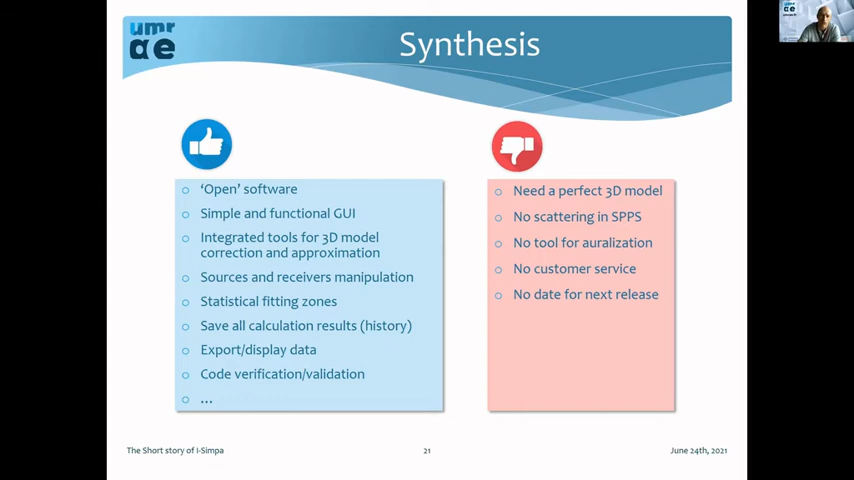 umr
ae
Synthesis
'Open' software
Simple and functional GUI
Integrated tools for 3D model
correction and approximation
Sources and receivers manipulation
Statistical fitting zones
Save all calculation results (history)
Export/display data
Code verification/validation
...
Need a perfect 3D model
No scattering in SPPS
No tool for auralization
No customer service
No date for next release
The Short story of I-Simpa
21
June 24th, 2021